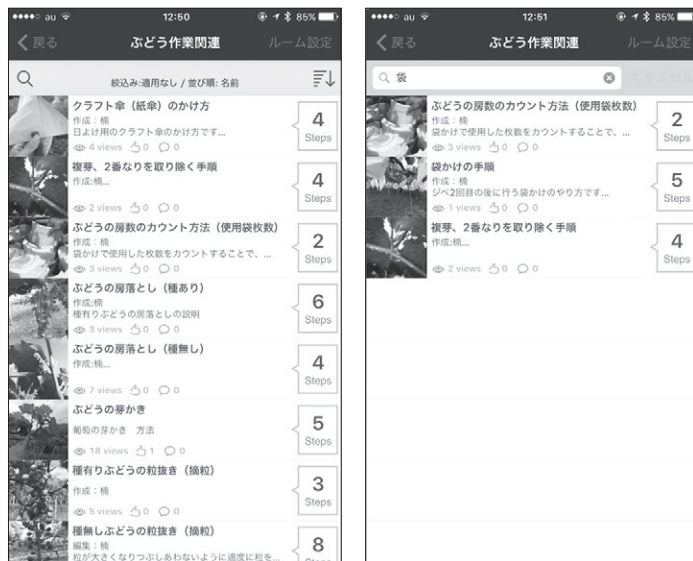 au 12:50 85%
戻る ぶどう作業関連 ルーム設定
絞込み:適用なし / 並び順: 名前
クラフト傘（紙傘）のかけ方
作成：楠
日よけ用のクラフト傘のかけ方です...
4 views 0 0
4 Steps
複芽、2番なりを取り除く手順
作成:楠...
2 views 0 0
4 Steps
ぶどうの房数のカウント方法（使用袋枚数）
作成：楠
袋かけで使用した枚数をカウントすることで、...
3 views 0 0
2 Steps
ぶどうの房落とし（種あり）
作成:楠
種有りぶどうの房落としの説明
3 views 0 0
6 Steps
ぶどうの房落とし（種無し）
作成:楠...
7 views 0 0
4 Steps
ぶどうの芽かき
葡萄の芽かき 方法
18 views 1 0
5 Steps
種有りぶどうの粒抜き（摘粒）
作成：楠
5 views 0 0
3 Steps
種無しぶどうの粒抜き（摘粒）
編集：楠
粒が大きくなりつぶしあわないように適度に粒を...
8 Steps
au 12:51 85%
戻る ぶどう作業関連 ルーム設定
袋 キャンセル
ぶどうの房数のカウント方法（使用袋枚数）
作成：楠
袋かけで使用した枚数をカウントすることで、...
3 views 0 0
2 Steps
袋かけの手順
作成：楠
ジベ2回目の後に行う袋かけのやり方です...
1 views 0 0
5 Steps
複芽、2番なりを取り除く手順
作成:楠...
2 views 0 0
4 Steps